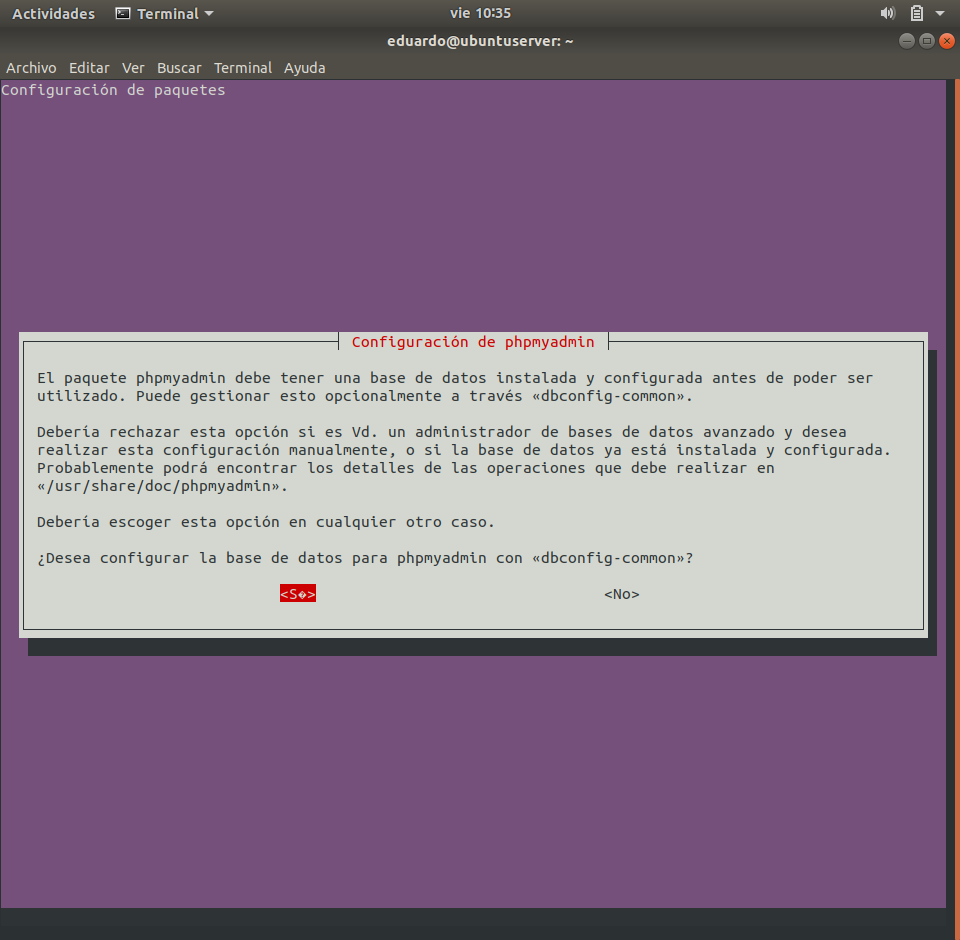 Actividades Terminal vie 10:35
eduardo@ubuntuserver: ~
Archivo Editar Ver Buscar Terminal Ayuda
Configuración de paquetes
Configuración de phpmyadmin
El paquete phpmyadmin debe tener una base de datos instalada y configurada antes de poder ser
utilizado. Puede gestionar esto opcionalmente a través «dbconfig-common».
Debería rechazar esta opción si es Vd. un administrador de bases de datos avanzado y desea
realizar esta configuración manualmente, o si la base de datos ya está instalada y configurada.
Probablemente podrá encontrar los detalles de las operaciones que debe realizar en
«/usr/share/doc/phpmyadmin».
Debería escoger esta opción en cualquier otro caso.
¿Desea configurar la base de datos para phpmyadmin con «dbconfig-common»?
<S�> <No>